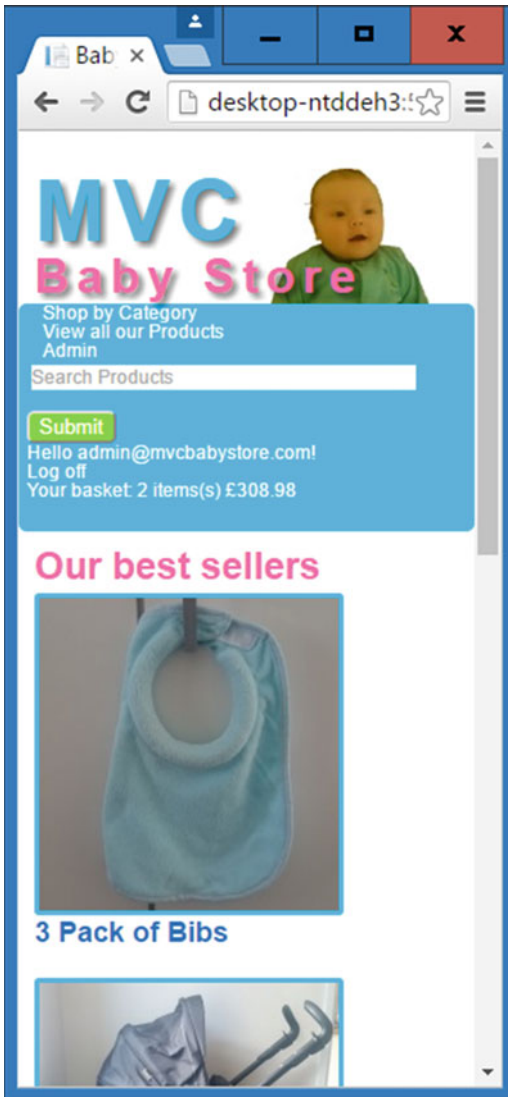 Bab
desktop-ntddeh3:
MVC
Baby Store
Shop by Category
View all our Products
Admin
Search Products
Submit
Hello admin@mvcbabystore.com!
Log off
Your basket: 2 items(s) £308.98
Our best sellers
3 Pack of Bibs